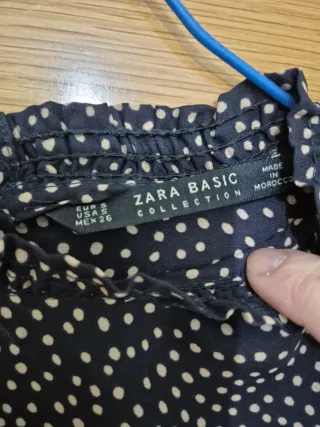 EUR S
USA S
MEX 26
ZARA BASIC
COLLECTION
MADE
IN
MOROCCO